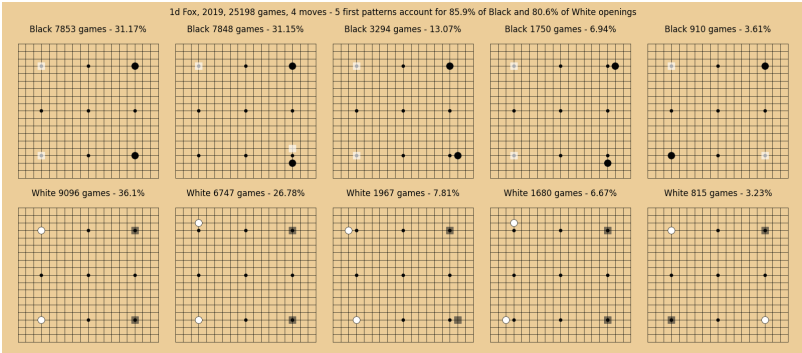 1d Fox, 2019, 25198 games, 4 moves - 5 first patterns account for 85.9% of Black and 80.6% of White openings
Black 7853 games - 31.17%
Black 7848 games - 31.15%
Black 3294 games - 13.07%
Black 1750 games - 6.94%
Black 910 games - 3.61%
White 9096 games - 36.1%
White 6747 games - 26.78%
White 1967 games - 7.81%
White 1680 games - 6.67%
White 815 games - 3.23%